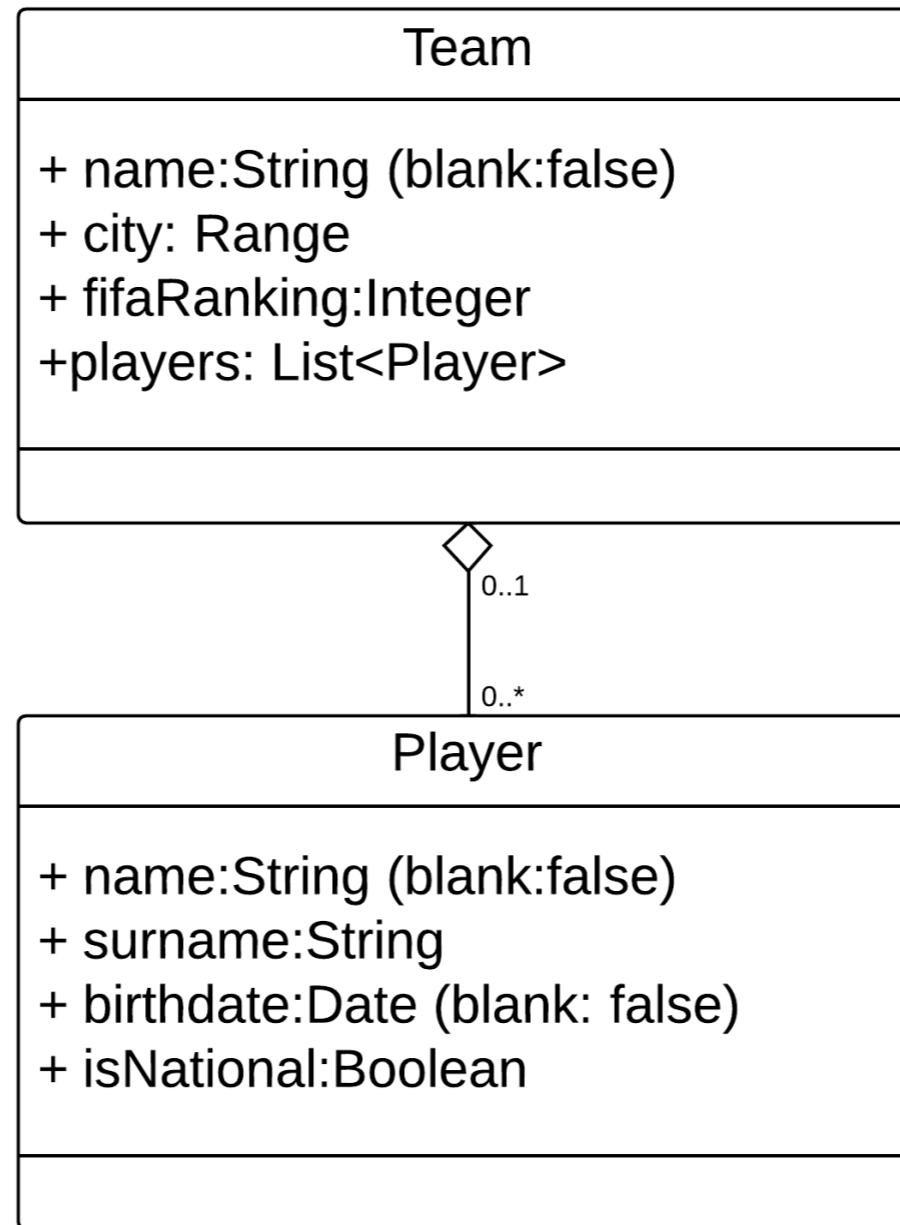 Team
+ name:String (blank:false)
+ city: Range
+ fifaRanking:Integer
+players: List<Player>
0..1
0..*
Player
+ name:String (blank:false)
+ surname:String
+ birthdate:Date (blank: false)
+ isNational:Boolean